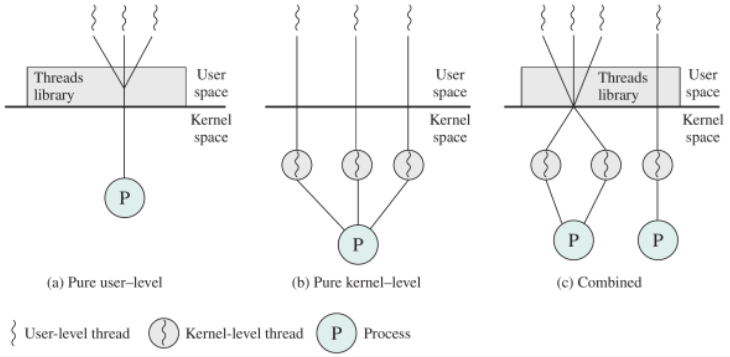 Threads
library
User
space
Kernel
space
P
(a) Pure user–level
User
space
Kernel
space
P
(b) Pure kernel–level
Threads
library
User
space
Kernel
space
P
P
(c) Combined
User-level thread
Kernel-level thread
P
Process